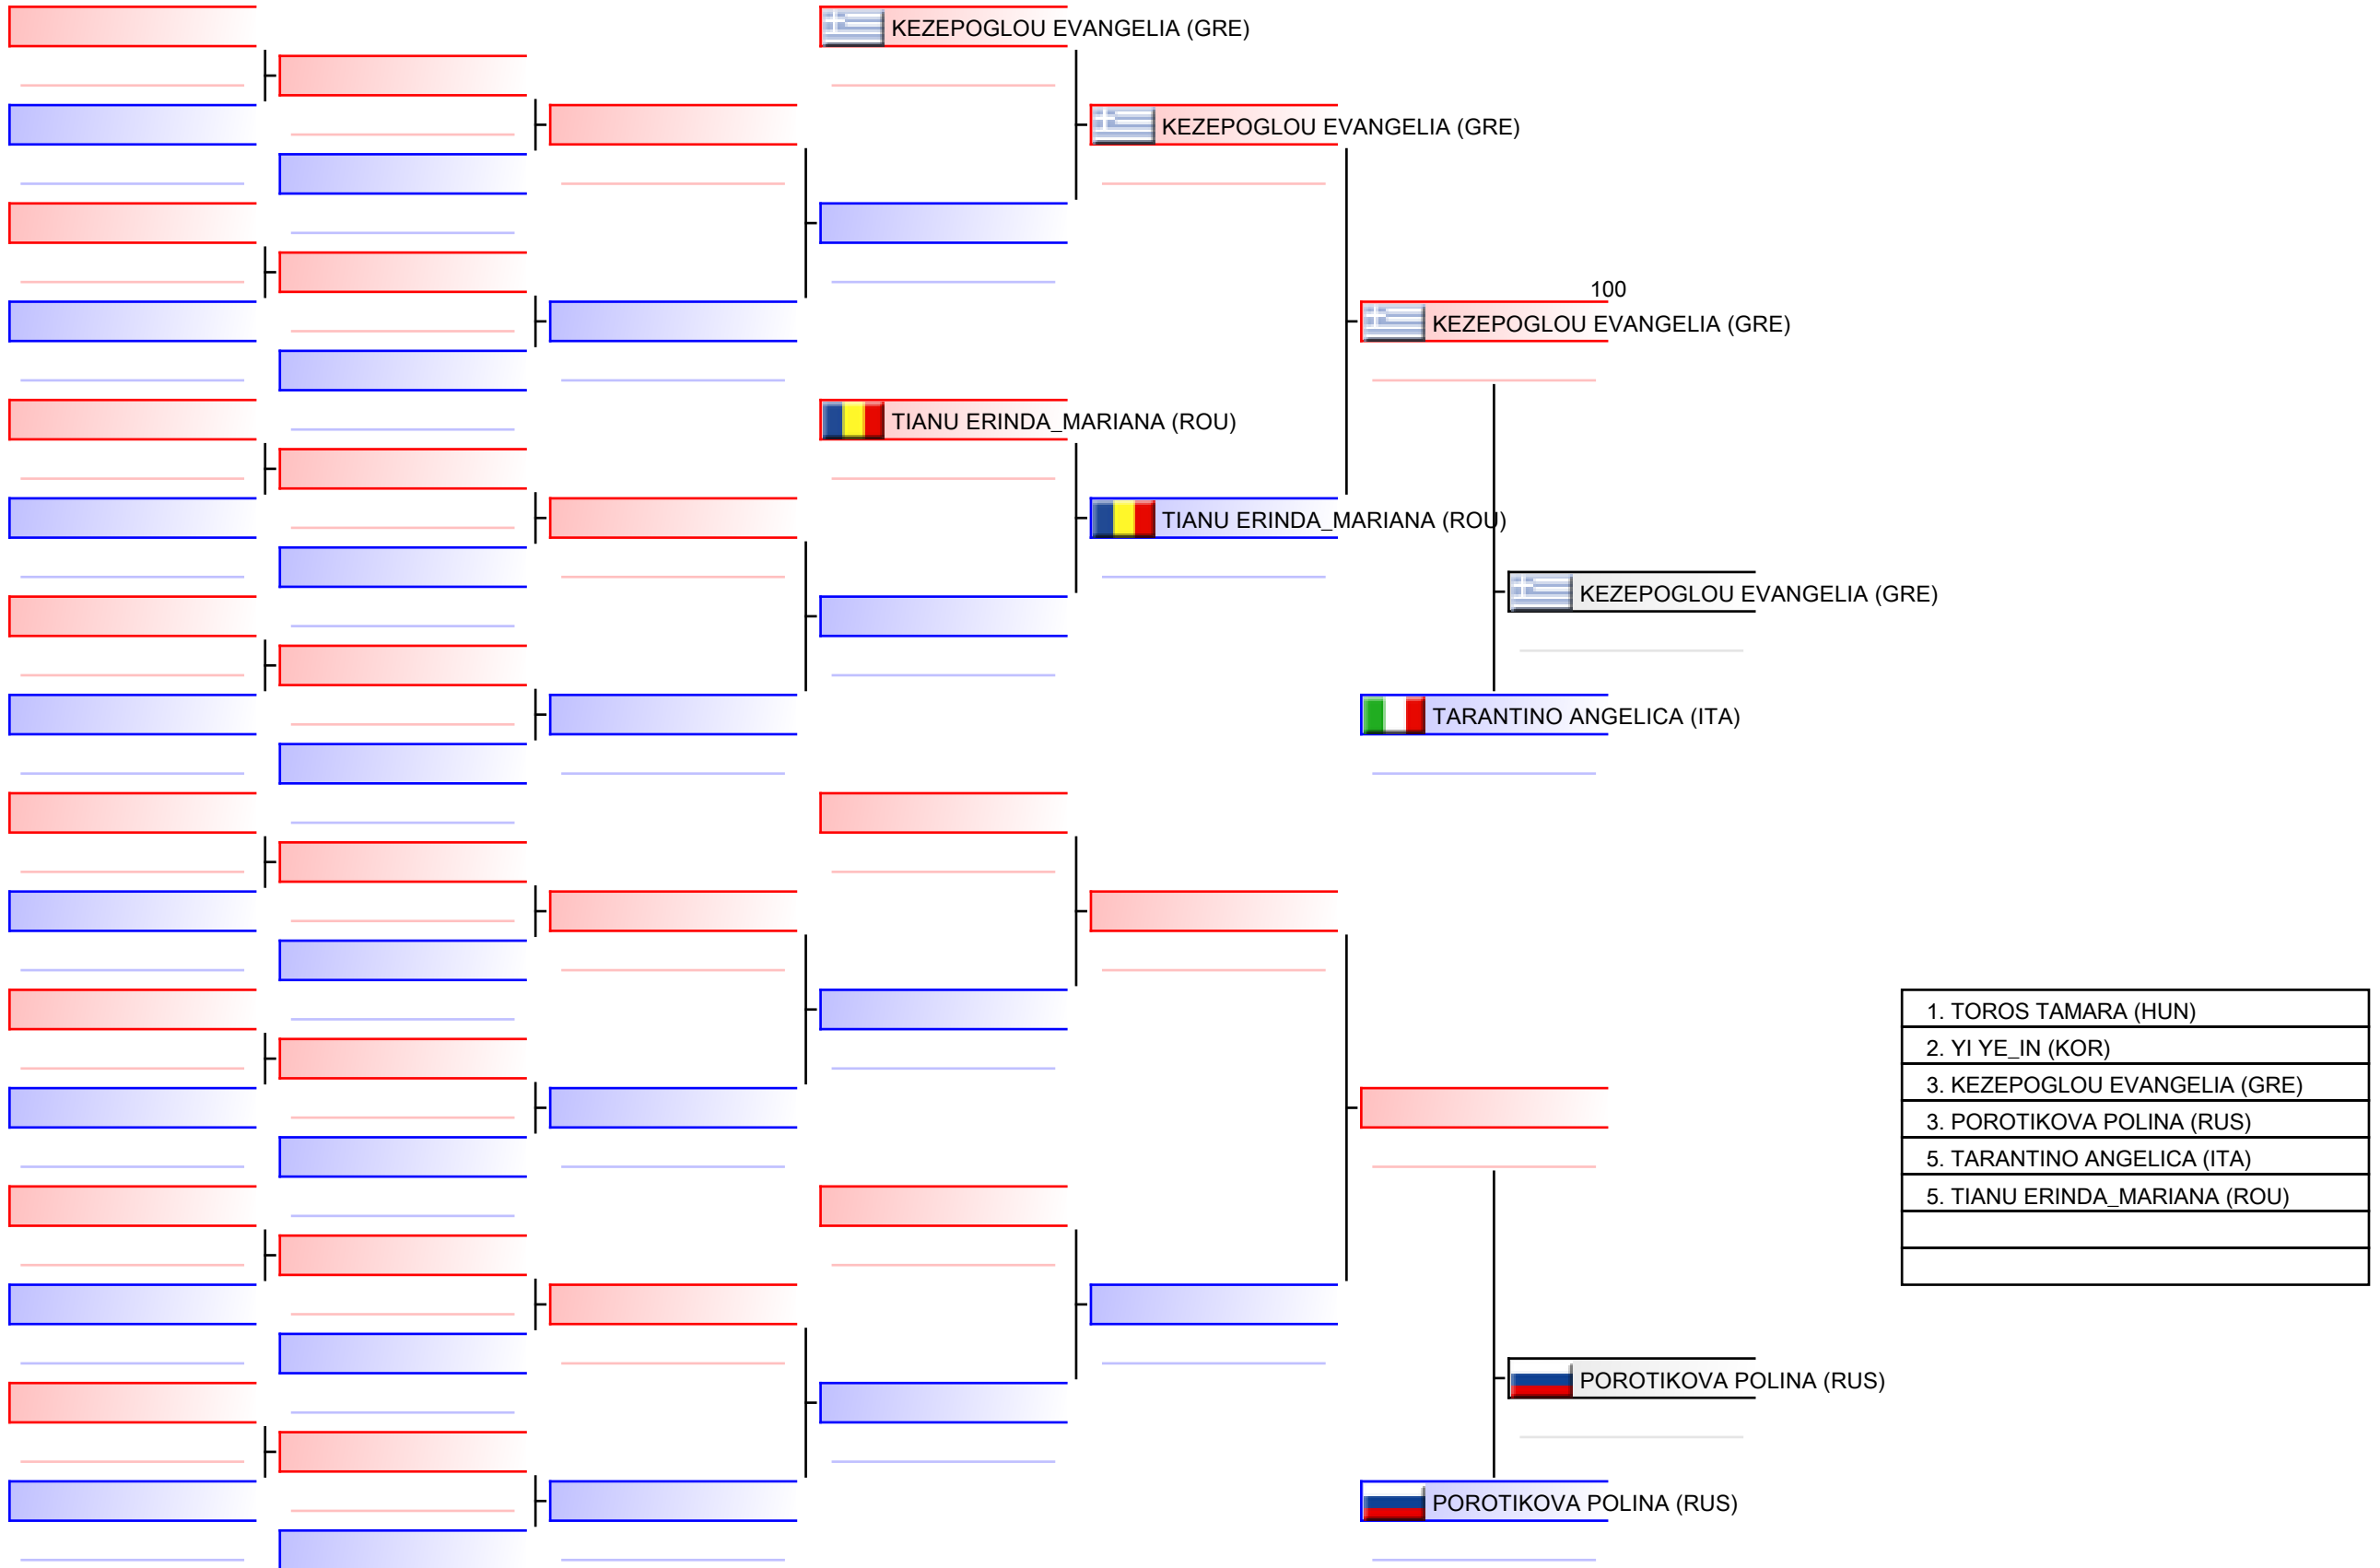 KEZEPOGLOU EVANGELIA (GRE)
KEZEPOGLOU EVANGELIA (GRE)
100
KEZEPOGLOU EVANGELIA (GRE)
TIANU ERINDA_MARIANA (ROU)
TIANU ERINDA_MARIANA (ROU)
KEZEPOGLOU EVANGELIA (GRE)
TARANTINO ANGELICA (ITA)
1. TOROS TAMARA (HUN)
2. YI YE_IN (KOR)
3. KEZEPOGLOU EVANGELIA (GRE)
3. POROTIKOVA POLINA (RUS)
5. TARANTINO ANGELICA (ITA)
5. TIANU ERINDA_MARIANA (ROU)
POROTIKOVA POLINA (RUS)
POROTIKOVA POLINA (RUS)